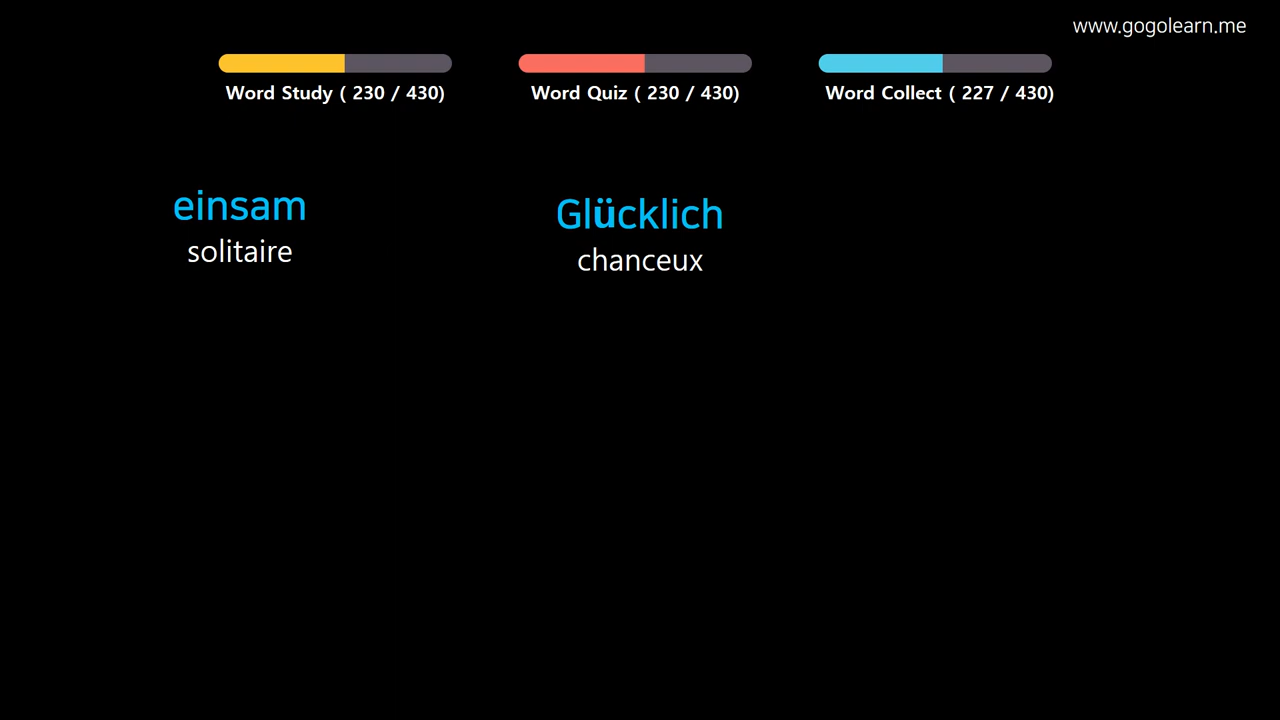 www.gogolearn.me
Word Study ( 230 / 430)
Word Quiz ( 230 / 430)
Word Collect ( 227 / 430)
einsam
solitaire
Glücklich
chanceux